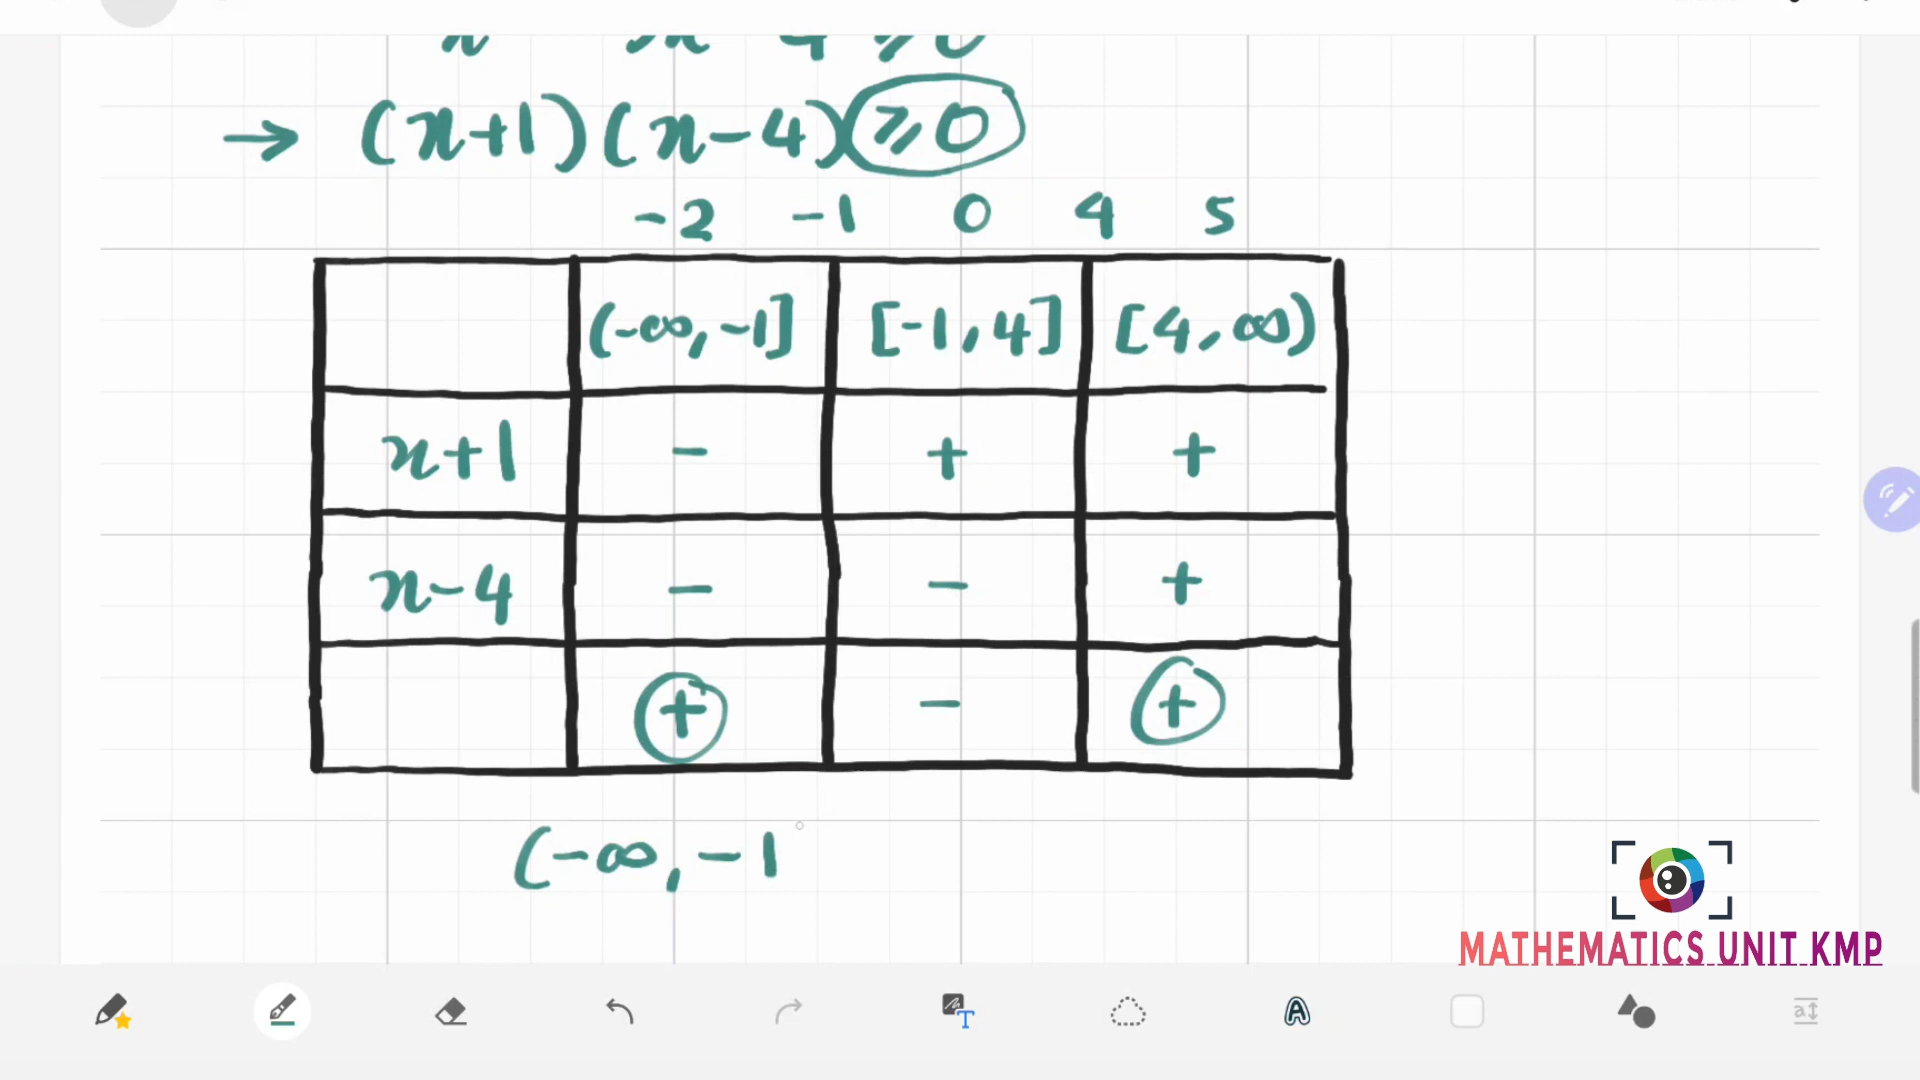 → (x+1)(x-4) ⩾0
-2 -1 0 4 5
(-∞, -1] [-1, 4] [4, ∞)
x+1 - + +
x-4 - - +
+ - +
(-∞, -1
MATHEMATICS UNIT KMP
T
A
a